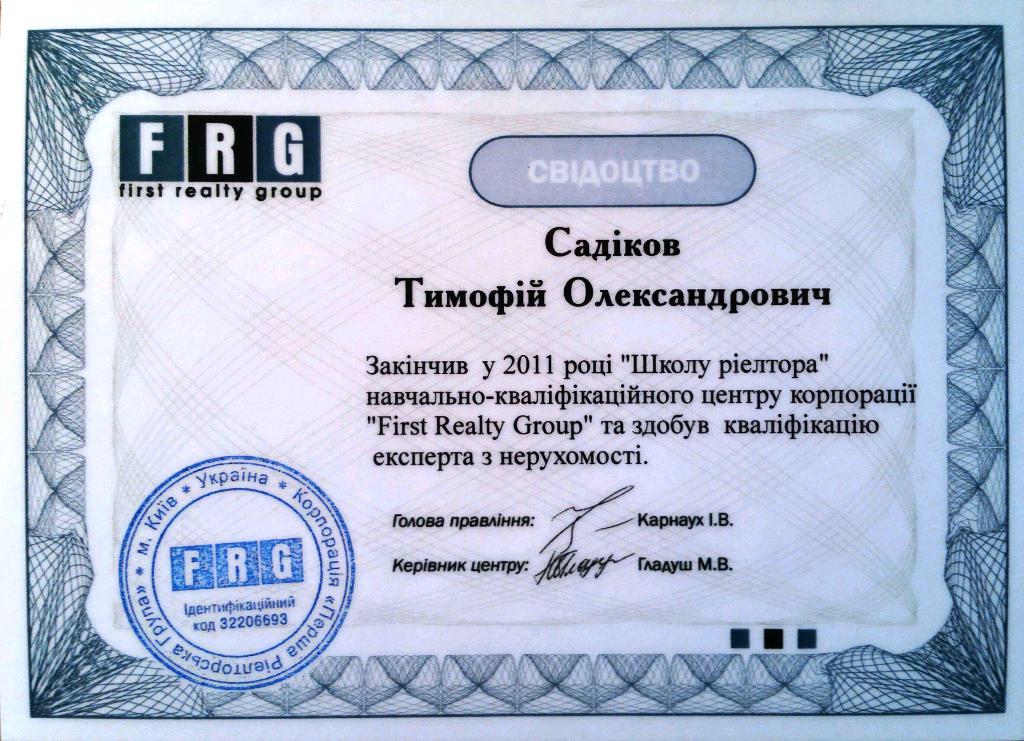 FRG
first realty group
СВІДОЦТВО
Садіков
Тимофій Олександрович
Закінчив у 2011 році "Школу ріелтора"
навчально-кваліфікаційного центру корпорації
"First Realty Group" та здобув кваліфікацію
експерта з нерухомості.
Голова правління: Карнаух І.В.
Керівник центру: Гладуш М.В.
* м. Київ * Україна * Корпорація «Перша Ріелторська Група»
FRG
Ідентифікаційний
код 32206693